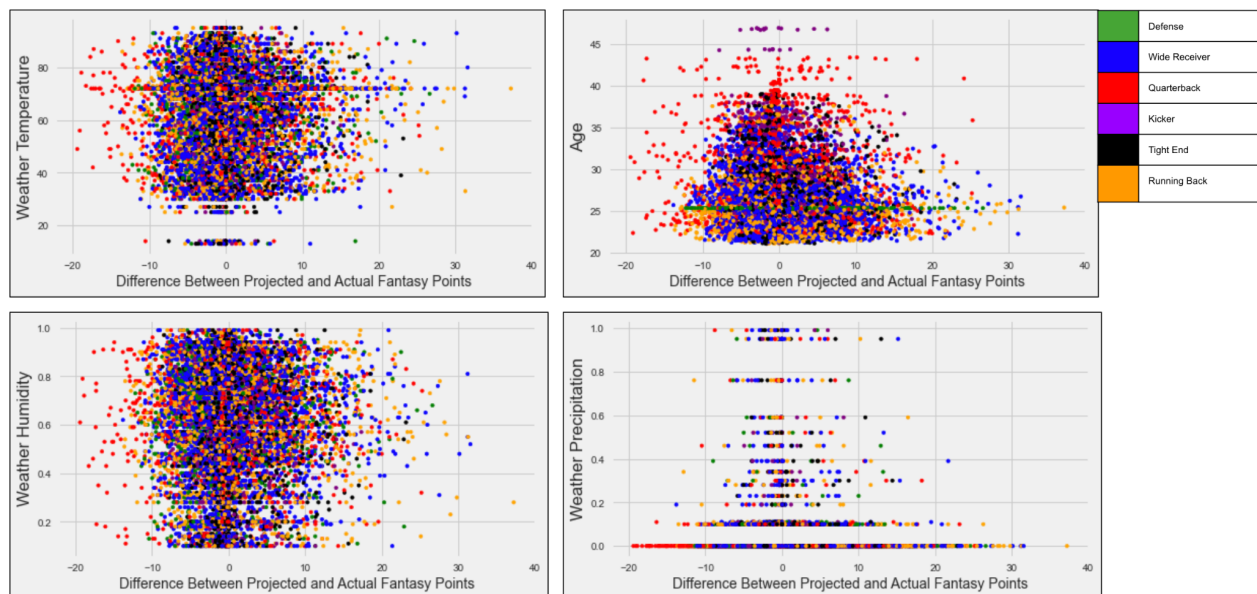 Weather Temperature
80
60
40
20
−20 −10 0 10 20 30 40
Difference Between Projected and Actual Fantasy Points
Age
45
40
35
30
25
20
−20 −10 0 10 20 30 40
Difference Between Projected and Actual Fantasy Points
Defense
Wide Receiver
Quarterback
Kicker
Tight End
Running Back
Weather Humidity
1.0
0.8
0.6
0.4
0.2
−20 −10 0 10 20 30 40
Difference Between Projected and Actual Fantasy Points
Weather Precipitation
1.0
0.8
0.6
0.4
0.2
0.0
−20 −10 0 10 20 30 40
Difference Between Projected and Actual Fantasy Points